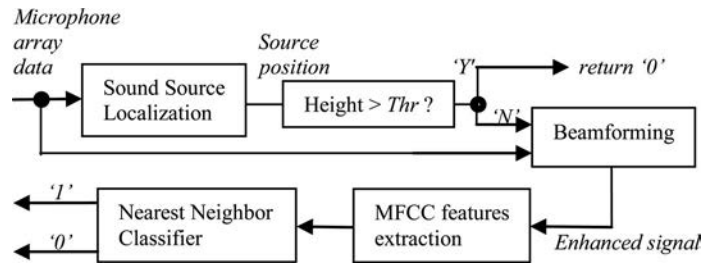 Microphone
array
data
Source
position
'Y'
return '0'
Sound Source
Localization
Height > Thr ?
'N'
Beamforming
'1'
'0'
Nearest Neighbor
Classifier
MFCC features
extraction
Enhanced signal